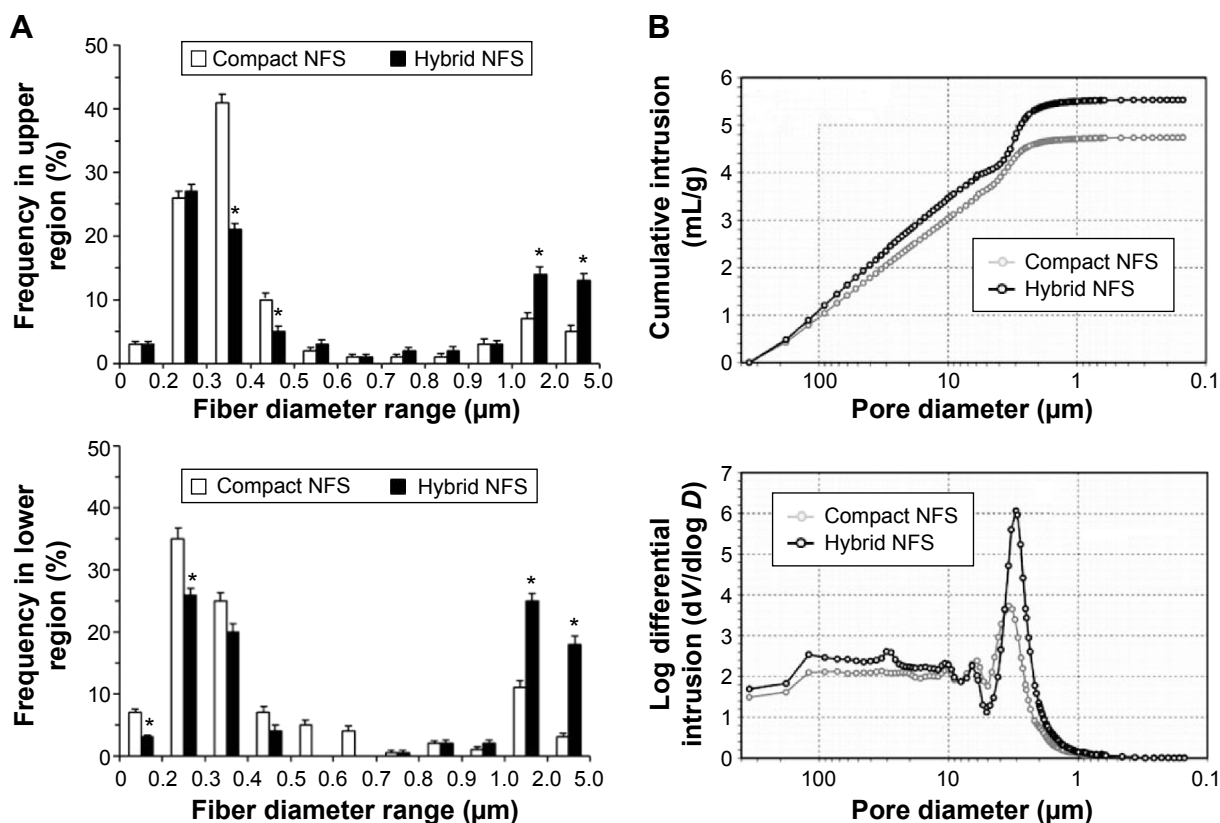 A
Compact NFS
Hybrid NFS
Frequency in upper
region (%)
50
40
30
20
10
0
*
*
*
*
0 0.2 0.3 0.4 0.5 0.6 0.7 0.8 0.9 1.0 2.0 5.0
Fiber diameter range (µm)
Compact NFS
Hybrid NFS
Frequency in lower
region (%)
50
40
30
20
10
0
*
*
*
*
0 0.2 0.3 0.4 0.5 0.6 0.7 0.8 0.9 1.0 2.0 5.0
Fiber diameter range (µm)
B
Cumulative intrusion
(mL/g)
6
5
4
3
2
1
0
Compact NFS
Hybrid NFS
100 10 1 0.1
Pore diameter (µm)
Log differential
intrusion (dV/dlog D)
7
6
5
4
3
2
1
0
Compact NFS
Hybrid NFS
100 10 1 0.1
Pore diameter (µm)